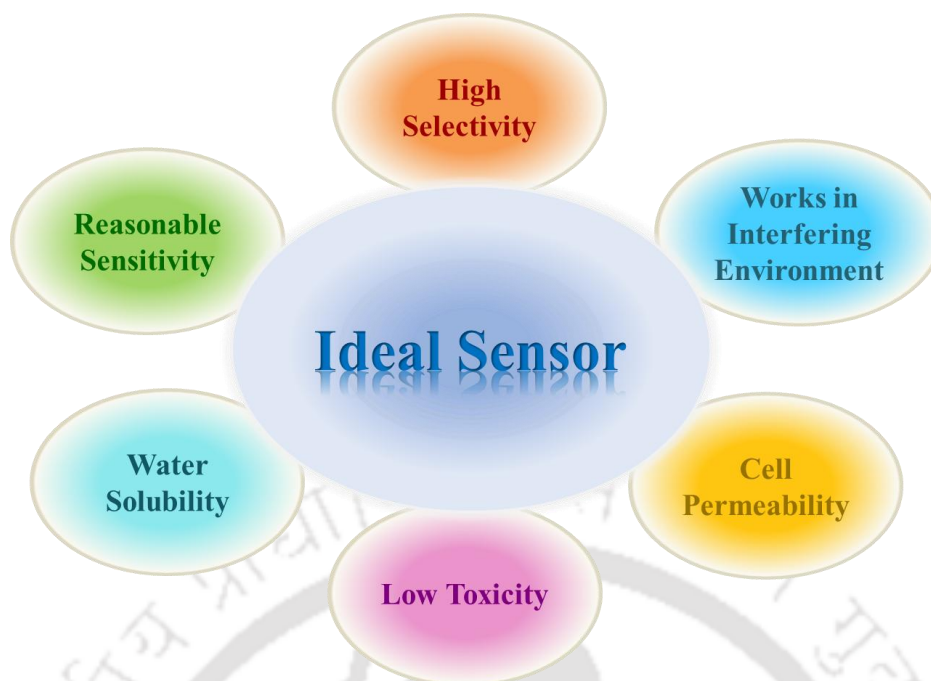 High
Selectivity
Works in
Interfering
Environment
Reasonable
Sensitivity
Ideal Sensor
Water
Solubility
Cell
Permeability
Low Toxicity